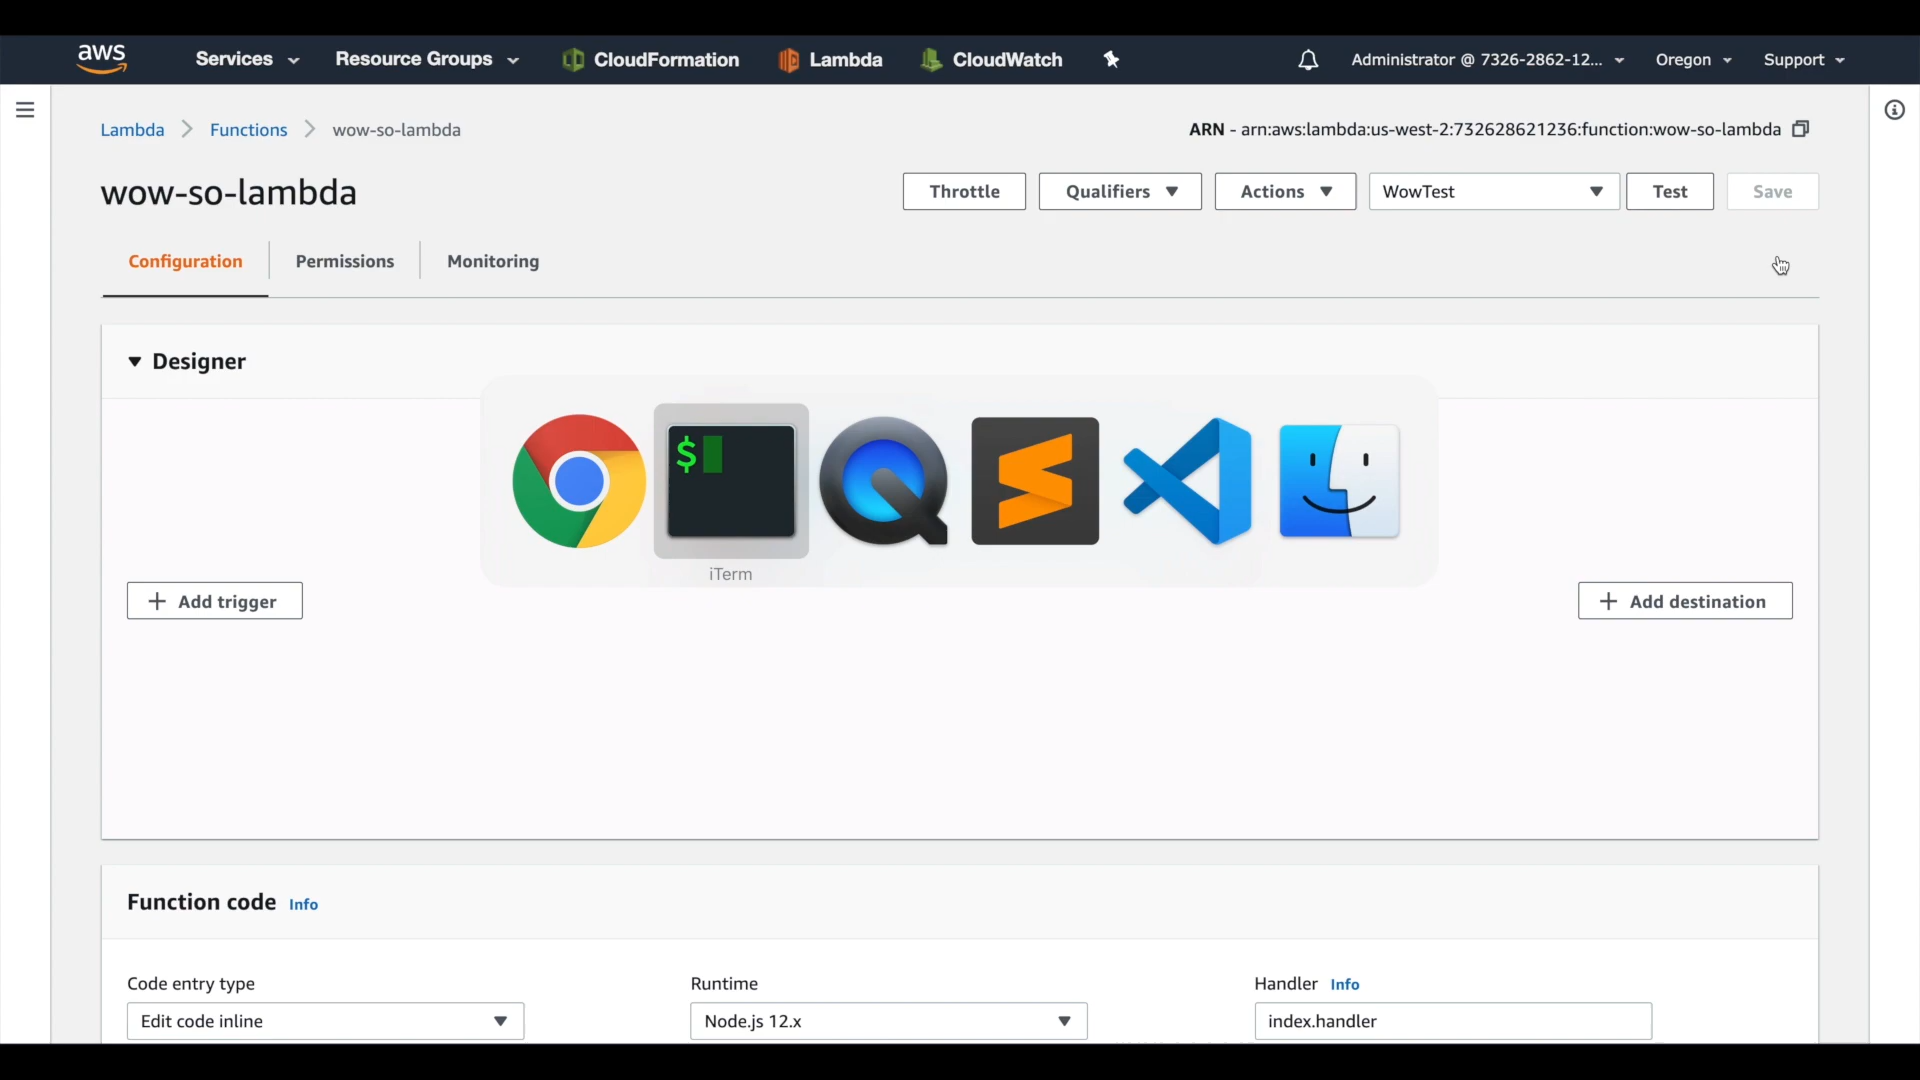 aws
Services
Resource Groups
CloudFormation
Lambda
CloudWatch
Administrator @ 7326-2862-12...
Oregon
Support
Lambda
Functions
wow-so-lambda
ARN - arn:aws:lambda:us-west-2:732628621236:function:wow-so-lambda
wow-so-lambda
Throttle
Qualifiers
Actions
WowTest
Test
Save
Configuration
Permissions
Monitoring
Designer
$
iTerm
+ Add trigger
+ Add destination
Function code Info
Code entry type
Runtime
Handler Info
Edit code inline
Node.js 12.x
index.handler